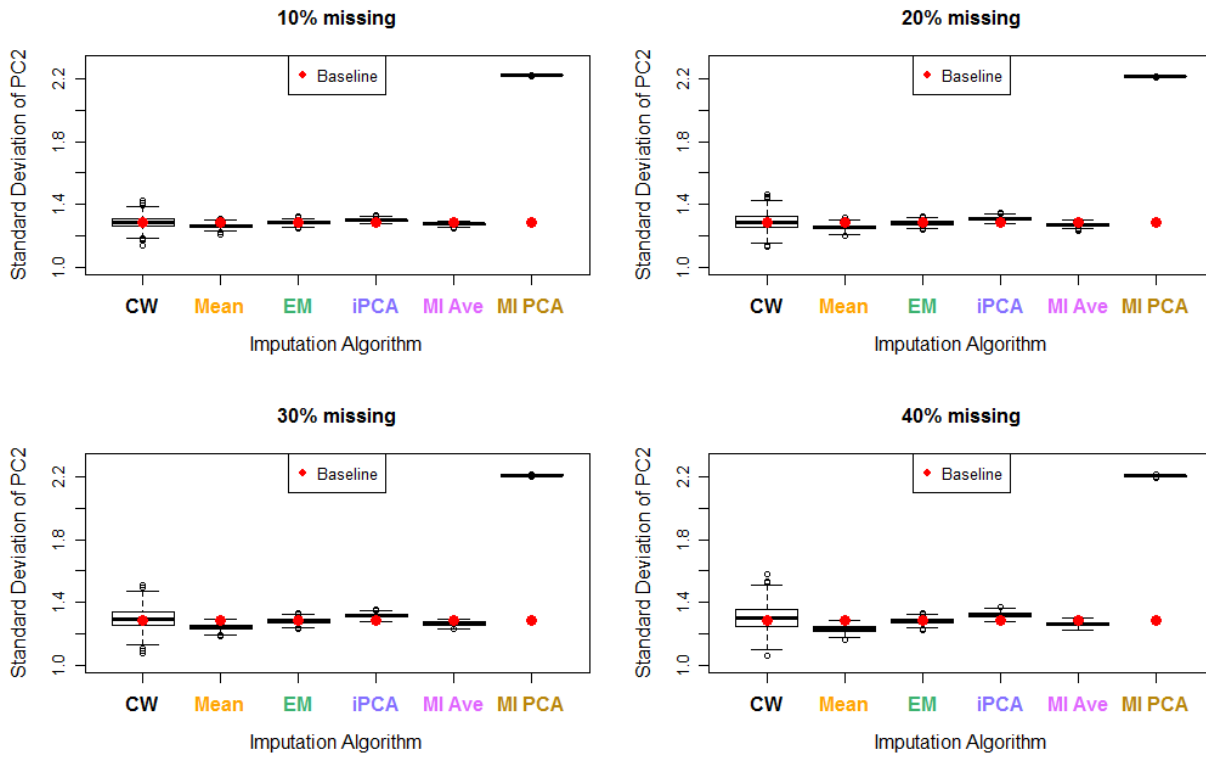 10% missing
Standard Deviation of PC2
2.2
1.8
1.4
1.0
Baseline
CW Mean EM iPCA MI Ave MI PCA
Imputation Algorithm
20% missing
Standard Deviation of PC2
2.2
1.8
1.4
1.0
Baseline
CW Mean EM iPCA MI Ave MI PCA
Imputation Algorithm
30% missing
Standard Deviation of PC2
2.2
1.8
1.4
1.0
Baseline
CW Mean EM iPCA MI Ave MI PCA
Imputation Algorithm
40% missing
Standard Deviation of PC2
2.2
1.8
1.4
1.0
Baseline
CW Mean EM iPCA MI Ave MI PCA
Imputation Algorithm